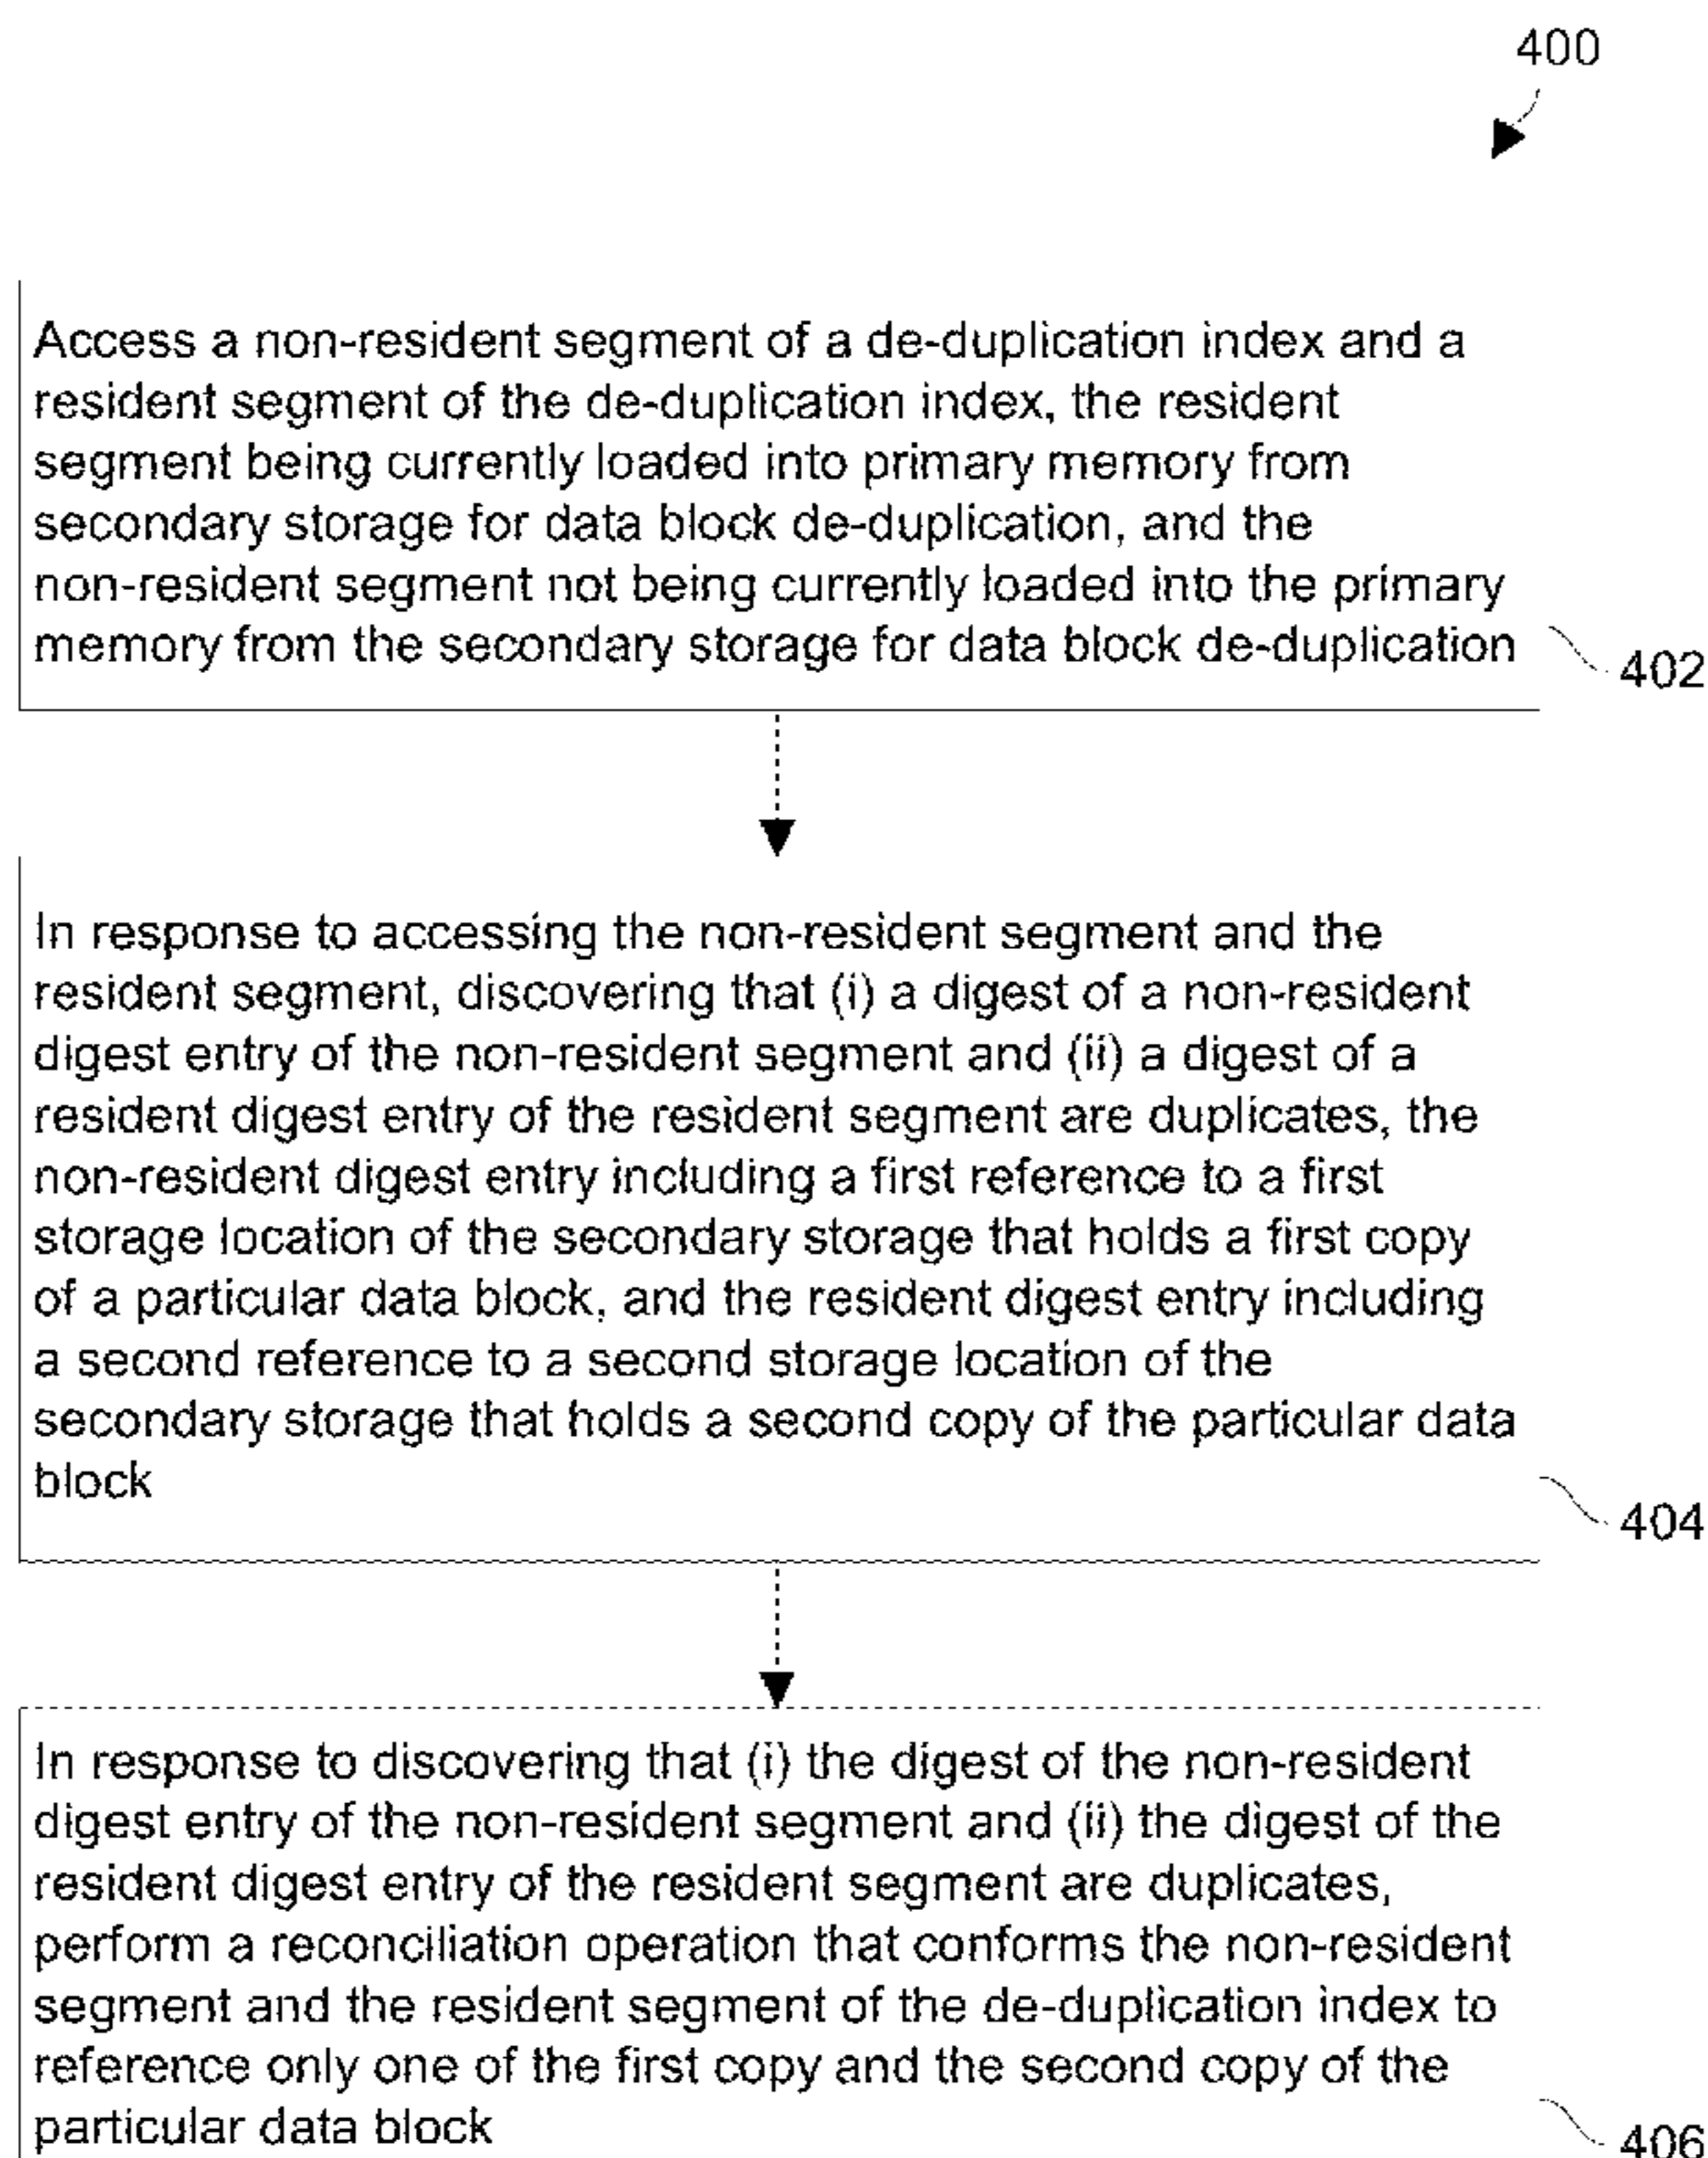 400
Access a non-resident segment of a de-duplication index and a
resident segment of the de-duplication index, the resident
segment being currently loaded into primary memory from
secondary storage for data block de-duplication, and the
non-resident segment not being currently loaded into the primary
memory from the secondary storage for data block de-duplication
402
In response to accessing the non-resident segment and the
resident segment, discovering that (i) a digest of a non-resident
digest entry of the non-resident segment and (ii) a digest of a
resident digest entry of the resident segment are duplicates, the
non-resident digest entry including a first reference to a first
storage location of the secondary storage that holds a first copy
of a particular data block, and the resident digest entry including
a second reference to a second storage location of the
secondary storage that holds a second copy of the particular data
block
404
In response to discovering that (i) the digest of the non-resident
digest entry of the non-resident segment and (ii) the digest of the
resident digest entry of the resident segment are duplicates,
perform a reconciliation operation that conforms the non-resident
segment and the resident segment of the de-duplication index to
reference only one of the first copy and the second copy of the
particular data block
406